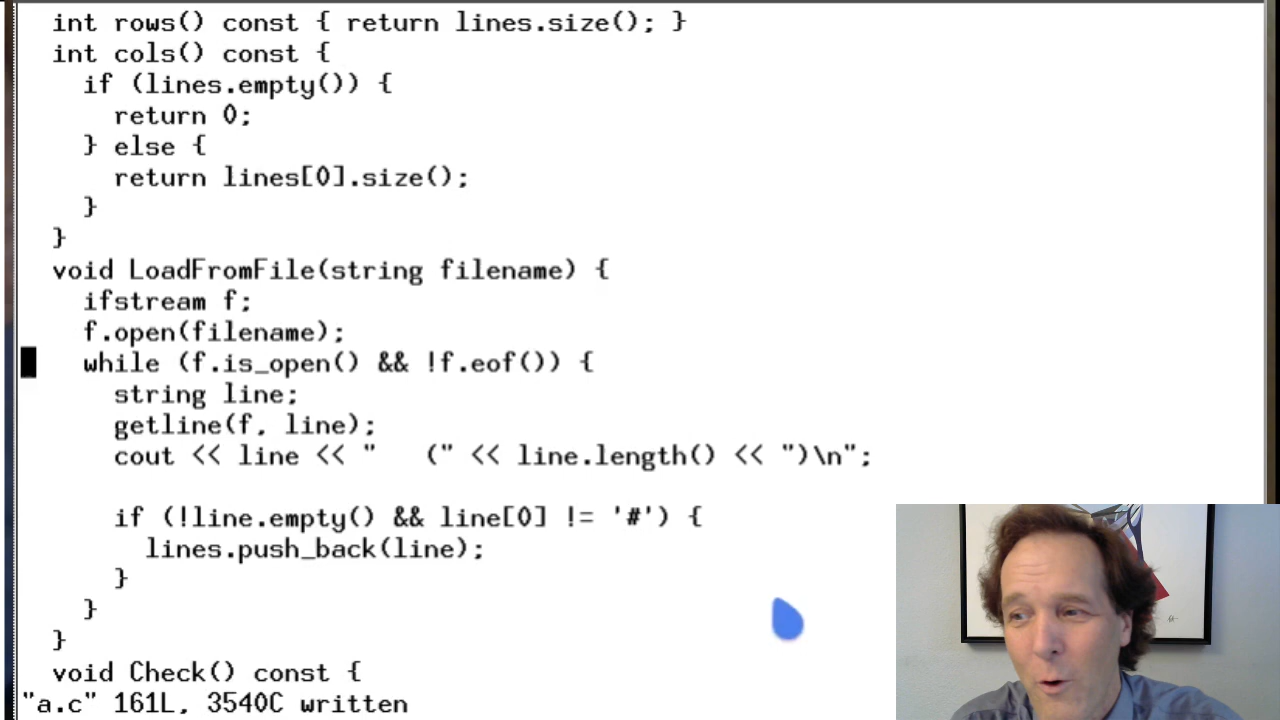 int rows() const { return lines.size(); }
int cols() const {
if (lines.empty()) {
return 0;
} else {
return lines[0].size();
}
}
void LoadFromFile(string filename) {
ifstream f;
f.open(filename);
while (f.is_open() && !f.eof()) {
string line;
getline(f, line);
cout << line << "   (" << line.length() << ")\n";
if (!line.empty() && line[0] != '#') {
lines.push_back(line);
}
}
}
void Check() const {
"a.c" 161L, 3540C written